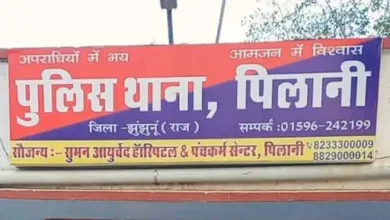 अपराधियों में भय आमजन में विश्वास
पुलिस थाना, पिलानी
जिला -झुंझुनूं ( राज ) सम्पर्क : 01596-242199
सौजन्य :- सुमन आयुर्वेद हॉस्पिटल & पंचकर्म सेन्टर, पिलानी 8233300009
8829000014